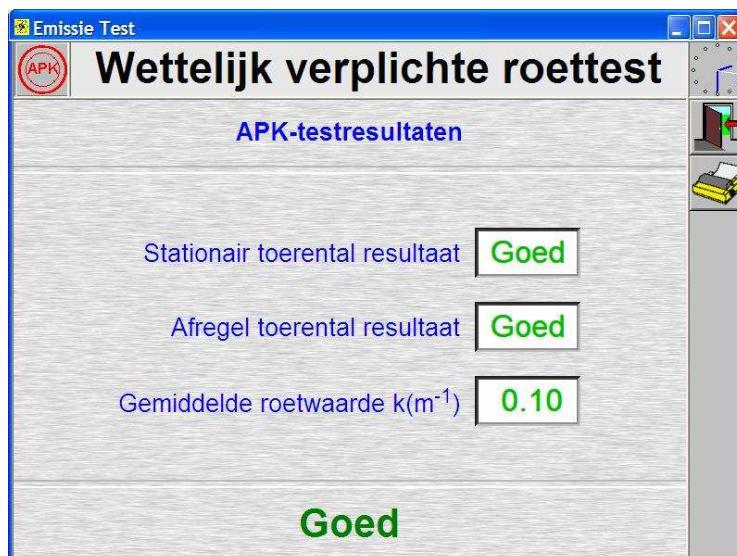 Emissie Test
APK
Wettelijk verplichte roettest
APK-testresultaten
Stationair toerental resultaat Goed
Afregel toerental resultaat Goed
Gemiddelde roetwaarde k(m⁻¹) 0.10
Goed